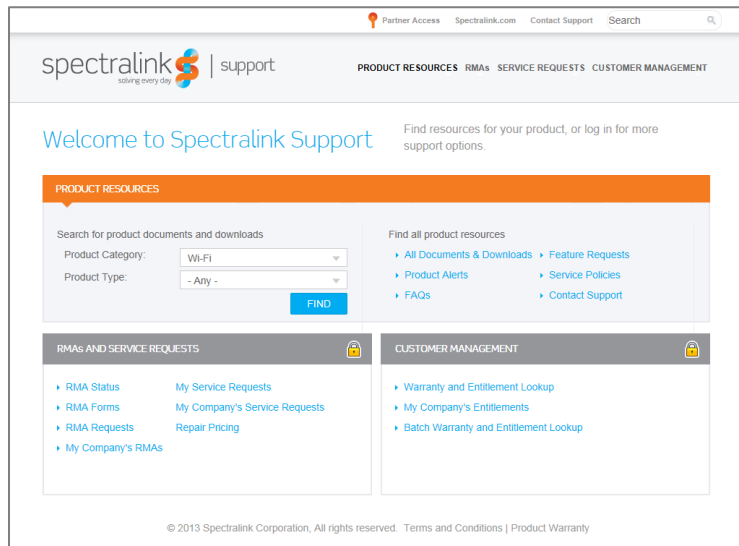 Partner Access Spectralink.com Contact Support Search
spectralink | support
solving every day
PRODUCT RESOURCES RMAs SERVICE REQUESTS CUSTOMER MANAGEMENT
Welcome to Spectralink Support
Find resources for your product, or log in for more
support options.
PRODUCT RESOURCES
Search for product documents and downloads
Product Category: Wi-Fi
Product Type: - Any -
FIND
Find all product resources
All Documents & Downloads Feature Requests
Product Alerts Service Policies
FAQs Contact Support
RMAs AND SERVICE REQUESTS
RMA Status My Service Requests
RMA Forms My Company's Service Requests
RMA Requests Repair Pricing
My Company's RMAs
CUSTOMER MANAGEMENT
Warranty and Entitlement Lookup
My Company's Entitlements
Batch Warranty and Entitlement Lookup
© 2013 Spectralink Corporation, All rights reserved. Terms and Conditions | Product Warranty